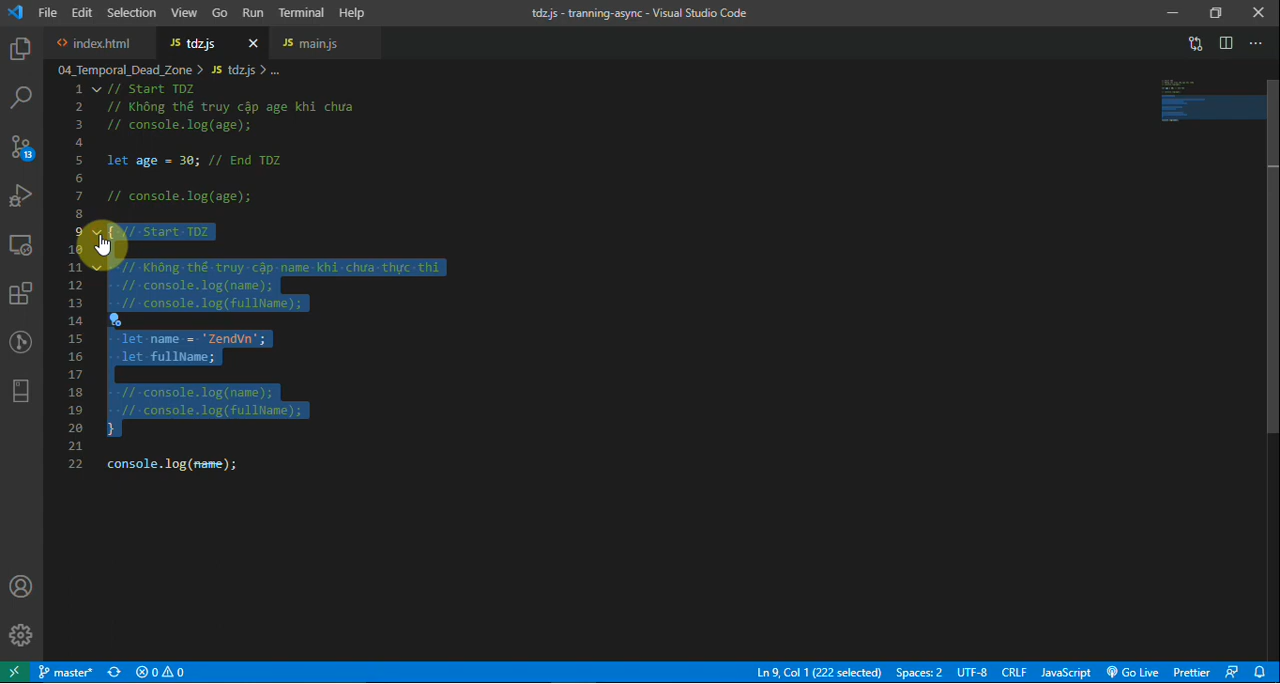 File Edit Selection View Go Run Terminal Help
tdz.js - tranning-async - Visual Studio Code
<> index.html
JS tdz.js
JS main.js
04_Temporal_Dead_Zone > JS tdz.js > ...
1 // Start TDZ
2 // Không thể truy cập age khi chưa
3 // console.log(age);
4
5 let age = 30; // End TDZ
6
7 // console.log(age);
8
9 { // Start TDZ
10
11 // Không thể truy cập name khi chưa thực thi
12 // console.log(name);
13 // console.log(fullName);
14
15 let name = 'ZendVn';
16 let fullName;
17
18 // console.log(name);
19 // console.log(fullName);
20 }
21
22 console.log(name);
13
master* 0 0 Ln 9, Col 1 (222 selected) Spaces: 2 UTF-8 CRLF JavaScript Go Live Prettier